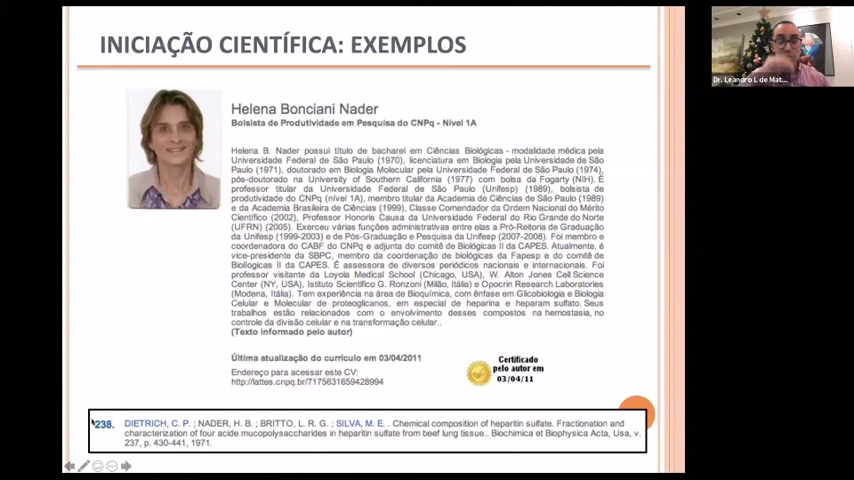 INICIAÇÃO CIENTÍFICA: EXEMPLOS
Dr. Leandro L de Mat...
Helena Bonciani Nader
Bolsista de Produtividade em Pesquisa do CNPq - Nível 1A
Helena B. Nader possui título de bacharel em Ciências Biológicas - modalidade médica pela
Universidade Federal de São Paulo (1970), licenciatura em Biologia pela Universidade de São
Paulo (1971), doutorado em Biologia Molecular pela Universidade Federal de São Paulo (1974),
pós-doutorado na University of Southern California (1977) com bolsa da Fogarty (NIH). É
professor titular da Universidade Federal de São Paulo (Unifesp) (1989), bolsista de
produtividade do CNPq (nível 1A), membro titular da Academia de Ciências de São Paulo (1989)
e da Academia Brasileira de Ciências (1999), Classe Comendador da Ordem Nacional do Mérito
Científico (2002), Professor Honoris Causa da Universidade Federal do Rio Grande do Norte
(UFRN) (2005). Exerceu várias funções administrativas entre elas a Pró-Reitoria de Graduação
da Unifesp (1999-2003) e de Pós-Graduação e Pesquisa da Unifesp (2007-2008). Foi membro e
coordenadora do CABF do CNPq e adjunta do comitê de Biológicas II da CAPES. Atualmente, é
vice-presidente da SBPC, membro da coordenação de biológicas da Fapesp e do comitê de
Biológicas II da CAPES. É assessora de diversos periódicos nacionais e internacionais. Foi
professor visitante da Loyola Medical School (Chicago, USA), W. Alton Jones Cell Science
Center (NY, USA), Istituto Scientifico G. Ronzoni (Milão, Itália) e Opocrin Research Laboratories
(Modena, Itália). Tem experiência na área de Bioquímica, com ênfase em Glicobiologia e Biologia
Celular e Molecular de proteoglicanos, em especial de heparina e heparam sulfato. Seus
trabalhos estão relacionados com o envolvimento desses compostos na hemostasia, no
controle da divisão celular e na transformação celular..
(Texto informado pelo autor)
Última atualização do currículo em 03/04/2011
Endereço para acessar este CV:
http://lattes.cnpq.br/7175631659428994
Certificado
pelo autor em
03/04/11
238. DIETRICH, C. P. ; NADER, H. B. ; BRITTO, L. R. G. ; SILVA, M. E. . Chemical composition of heparitin sulfate. Fractionation and
characterization of four acide mucopolysaccharides in heparitin sulfate from beef lung tissue.. Biochimica et Biophysica Acta, Usa, v.
237, p. 430-441, 1971.